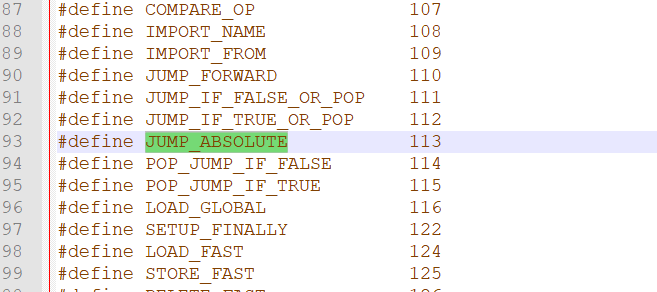 87 #define COMPARE_OP 107
88 #define IMPORT_NAME 108
89 #define IMPORT_FROM 109
90 #define JUMP_FORWARD 110
91 #define JUMP_IF_FALSE_OR_POP 111
92 #define JUMP_IF_TRUE_OR_POP 112
93 #define JUMP_ABSOLUTE 113
94 #define POP_JUMP_IF_FALSE 114
95 #define POP_JUMP_IF_TRUE 115
96 #define LOAD_GLOBAL 116
97 #define SETUP_FINALLY 122
98 #define LOAD_FAST 124
99 #define STORE_FAST 125